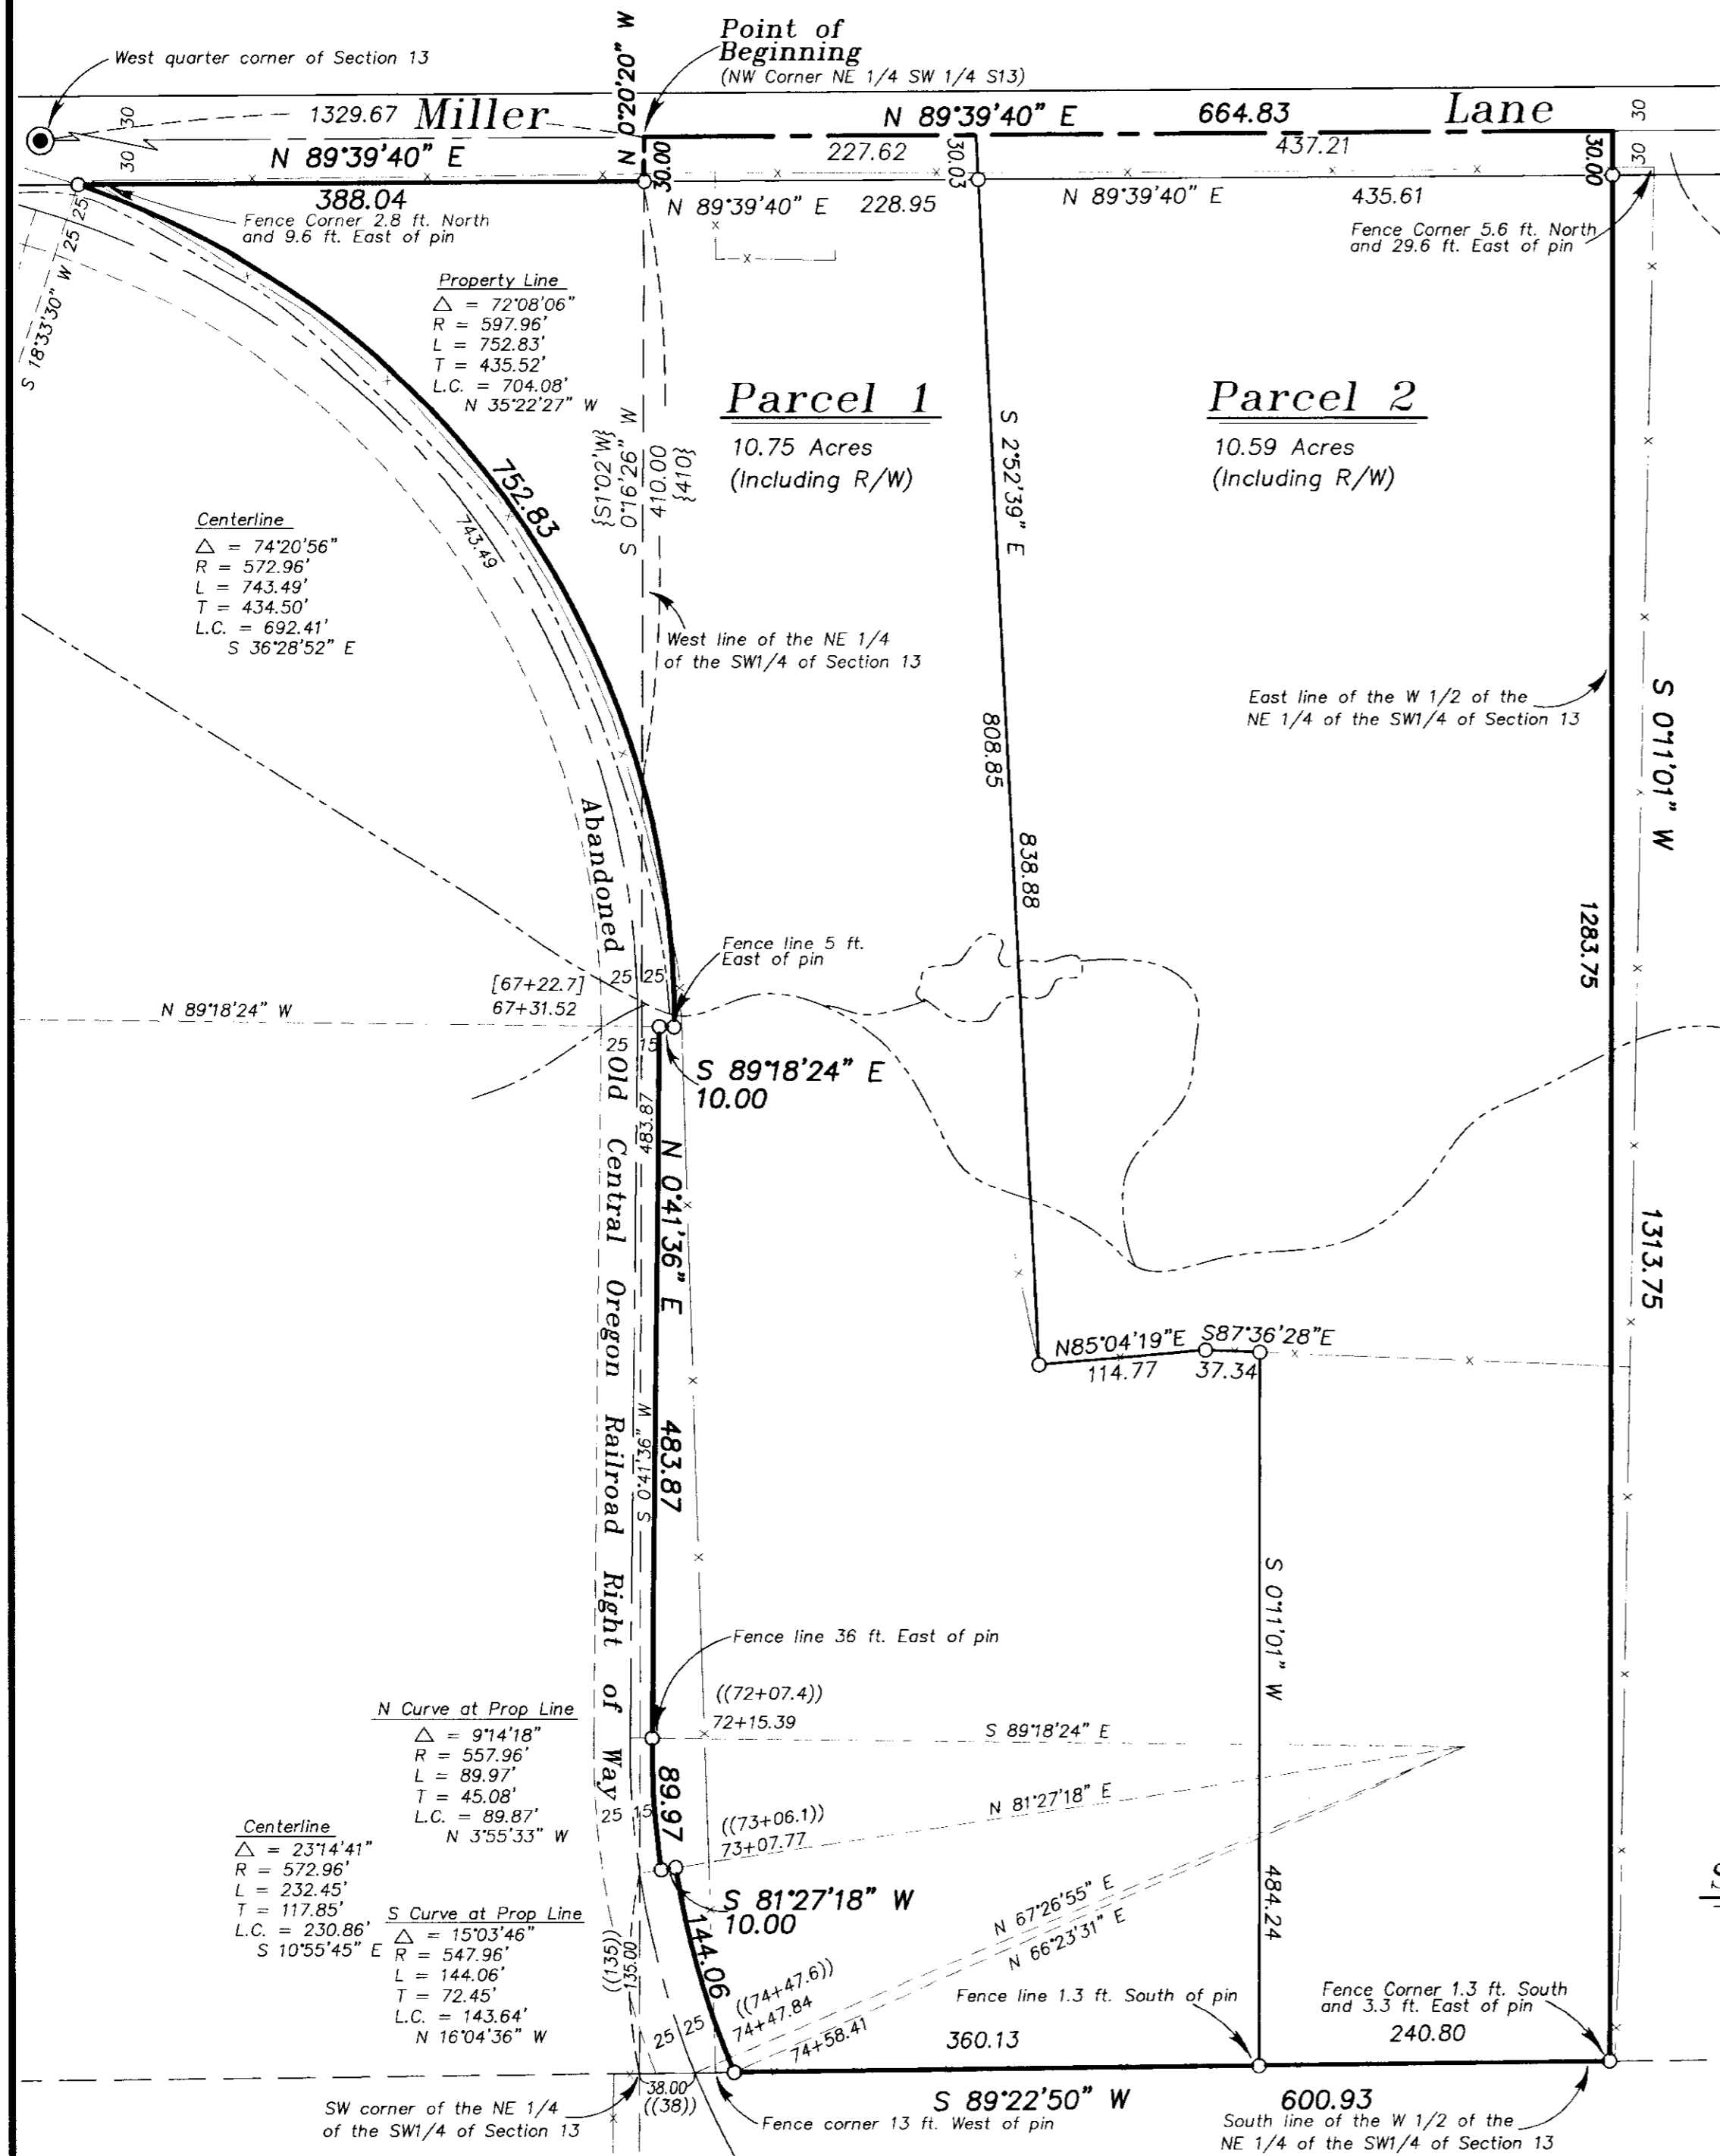 West quarter corner of Section 13
Point of
Beginning
(NW Corner NE 1/4 SW 1/4 S13)
N 0°20'20" W
30
30
1329.67
Miller
N 89°39'40" E
664.83
Lane
30
30
N 89°39'40" E
30.00
227.62
30.03
437.21
30.00
388.04
N 89°39'40" E
228.95
N 89°39'40" E
435.61
Fence Corner 2.8 ft. North
and 9.6 ft. East of pin
Fence Corner 5.6 ft. North
and 29.6 ft. East of pin
S 18°33'30" W
25
25
25
Property Line
△ = 72°08'06"
R = 597.96'
L = 752.83'
T = 435.52'
L.C. = 704.08'
N 35°22'27" W
{S1°02'W}
S 0°16'26" W
410.00
{410}
Parcel 1
10.75 Acres
(Including R/W)
S 2°52'39" E
Parcel 2
10.59 Acres
(Including R/W)
752.83
743.49
Centerline
△ = 74°20'56"
R = 572.96'
L = 743.49'
T = 434.50'
L.C. = 692.41'
S 36°28'52" E
West line of the NE 1/4
of the SW1/4 of Section 13
East line of the W 1/2 of the
NE 1/4 of the SW1/4 of Section 13
S 0°11'01" W
808.85
838.88
1283.75
1313.75
Abandoned
Old Central Oregon Railroad Right of Way
Fence line 5 ft.
East of pin
[67+22.7]
67+31.52
25
25
N 89°18'24" W
25
15
S 89°18'24" E
10.00
483.87
N 0°41'36" E
483.87
S 0°41'36" W
N85°04'19"E
S87°36'28"E
114.77
37.34
S 0°11'01" W
484.24
Fence line 36 ft. East of pin
((72+07.4))
72+15.39
S 89°18'24" E
N Curve at Prop Line
△ = 9°14'18"
R = 557.96'
L = 89.97'
T = 45.08'
L.C. = 89.87'
N 3°55'33" W
25
15
89.97
((73+06.1))
73+07.77
N 81°27'18" E
Centerline
△ = 23°14'41"
R = 572.96'
L = 232.45'
T = 117.85'
L.C. = 230.86'
S 10°55'45" E
S Curve at Prop Line
△ = 15°03'46"
R = 547.96'
L = 144.06'
T = 72.45'
L.C. = 143.64'
N 16°04'36" W
S 81°27'18" W
10.00
144.06
((135))
135.00
N 67°26'55" E
N 66°23'31" E
((74+47.6))
74+47.84
74+58.41
25
25
Fence line 1.3 ft. South of pin
Fence Corner 1.3 ft. South
and 3.3 ft. East of pin
360.13
240.80
38.00
((38))
S 89°22'50" W
600.93
SW corner of the NE 1/4
of the SW1/4 of Section 13
Fence corner 13 ft. West of pin
South line of the W 1/2 of the
NE 1/4 of the SW1/4 of Section 13